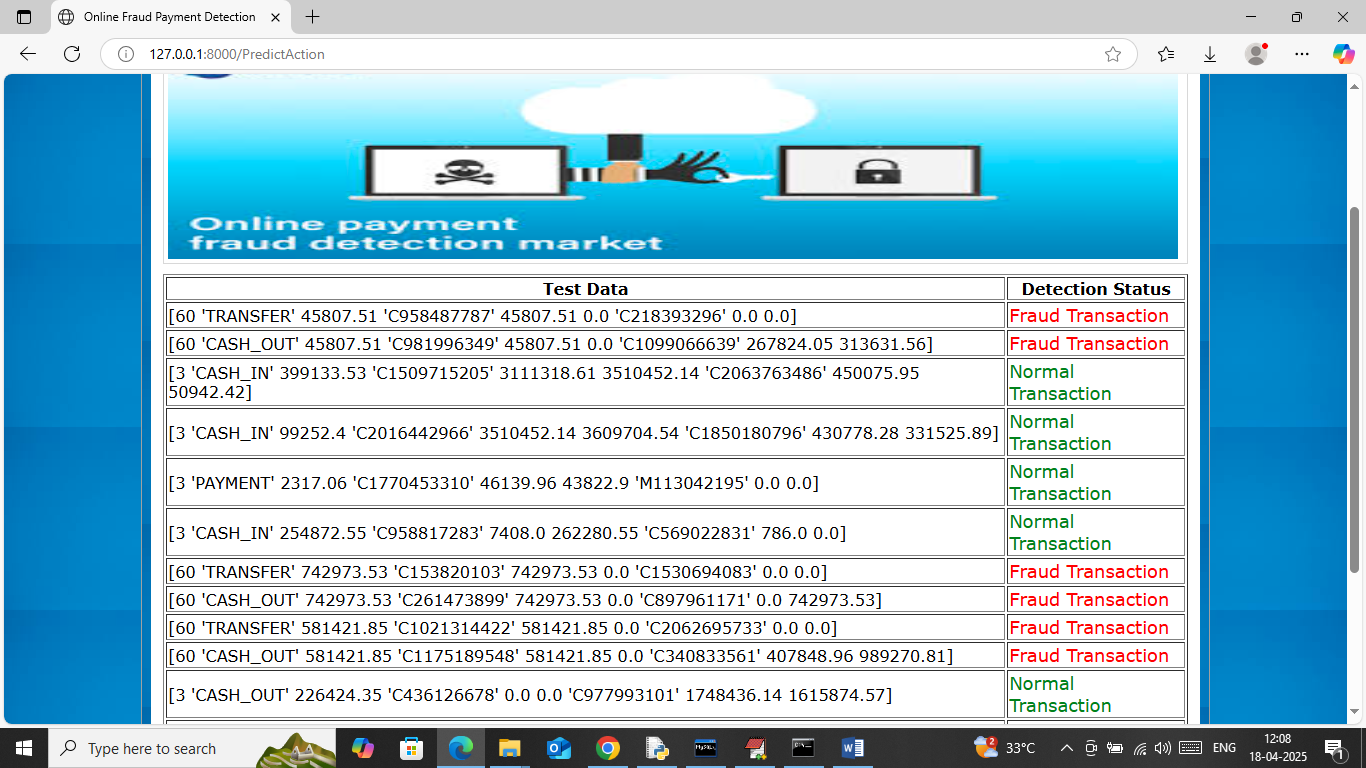 Online Fraud Payment Detection
127.0.0.1:8000/PredictAction
Online payment
fraud detection market
Test Data Detection Status
[60 'TRANSFER' 45807.51 'C958487787' 45807.51 0.0 'C218393296' 0.0 0.0] Fraud Transaction
[60 'CASH_OUT' 45807.51 'C981996349' 45807.51 0.0 'C1099066639' 267824.05 313631.56] Fraud Transaction
[3 'CASH_IN' 399133.53 'C1509715205' 3111318.61 3510452.14 'C2063763486' 450075.95
50942.42]
Normal
Transaction
[3 'CASH_IN' 99252.4 'C2016442966' 3510452.14 3609704.54 'C1850180796' 430778.28 331525.89]
Normal
Transaction
[3 'PAYMENT' 2317.06 'C1770453310' 46139.96 43822.9 'M113042195' 0.0 0.0]
Normal
Transaction
[3 'CASH_IN' 254872.55 'C958817283' 7408.0 262280.55 'C569022831' 786.0 0.0]
Normal
Transaction
[60 'TRANSFER' 742973.53 'C153820103' 742973.53 0.0 'C1530694083' 0.0 0.0] Fraud Transaction
[60 'CASH_OUT' 742973.53 'C261473899' 742973.53 0.0 'C897961171' 0.0 742973.53] Fraud Transaction
[60 'TRANSFER' 581421.85 'C1021314422' 581421.85 0.0 'C2062695733' 0.0 0.0] Fraud Transaction
[60 'CASH_OUT' 581421.85 'C1175189548' 581421.85 0.0 'C340833561' 407848.96 989270.81] Fraud Transaction
[3 'CASH_OUT' 226424.35 'C436126678' 0.0 0.0 'C977993101' 1748436.14 1615874.57]
Normal
Transaction
Type here to search
2
33°C
ENG
12:08
18-04-2025
1